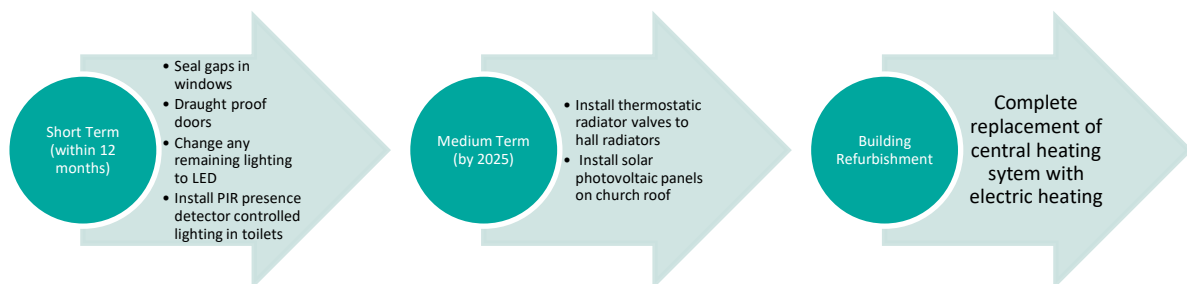 Short Term
(within 12
months)
• Seal gaps in
windows
• Draught proof
doors
• Change any
remaining lighting
to LED
• Install PIR presence
detector controlled
lighting in toilets
Medium Term
(by 2025)
• Install thermostatic
radiator valves to
hall radiators
• Install solar
photovoltaic panels
on church roof
Building
Refurbishment
Complete
replacement of
central heating
sytem with
electric heating